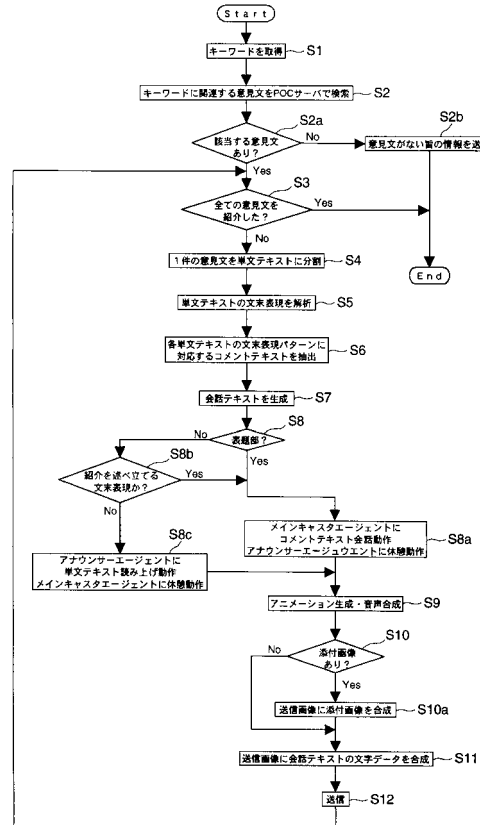 Start
キーワードを取得
S1
キーワードに関連する意見文をPOCサーバで検索
S2
S2a
該当する意見文
あり?
No
Yes
S2b
意見文がない旨の情報を送信
S3
全ての意見文を
紹介した?
Yes
No
End
1件の意見文を単文テキストに分割
S4
単文テキストの文末表現を解析
S5
各単文テキストの文末表現パターンに
対応するコメントテキストを抽出
S6
会話テキストを生成
S7
S8
表題部?
No
Yes
S8b
紹介を述べ立てる
文末表現か?
Yes
No
メインキャスタエージェントに
コメントテキスト会話動作
アナウンサーエージュウエントに休憩動作
S8a
S8c
アナウンサーエージェントに
単文テキスト読み上げ動作
メインキャスタエージェントに休憩動作
アニメーション生成・音声合成
S9
S10
添付画像
あり?
No
Yes
送信画像に添付画像を合成
S10a
送信画像に会話テキストの文字データを合成
S11
送信
S12